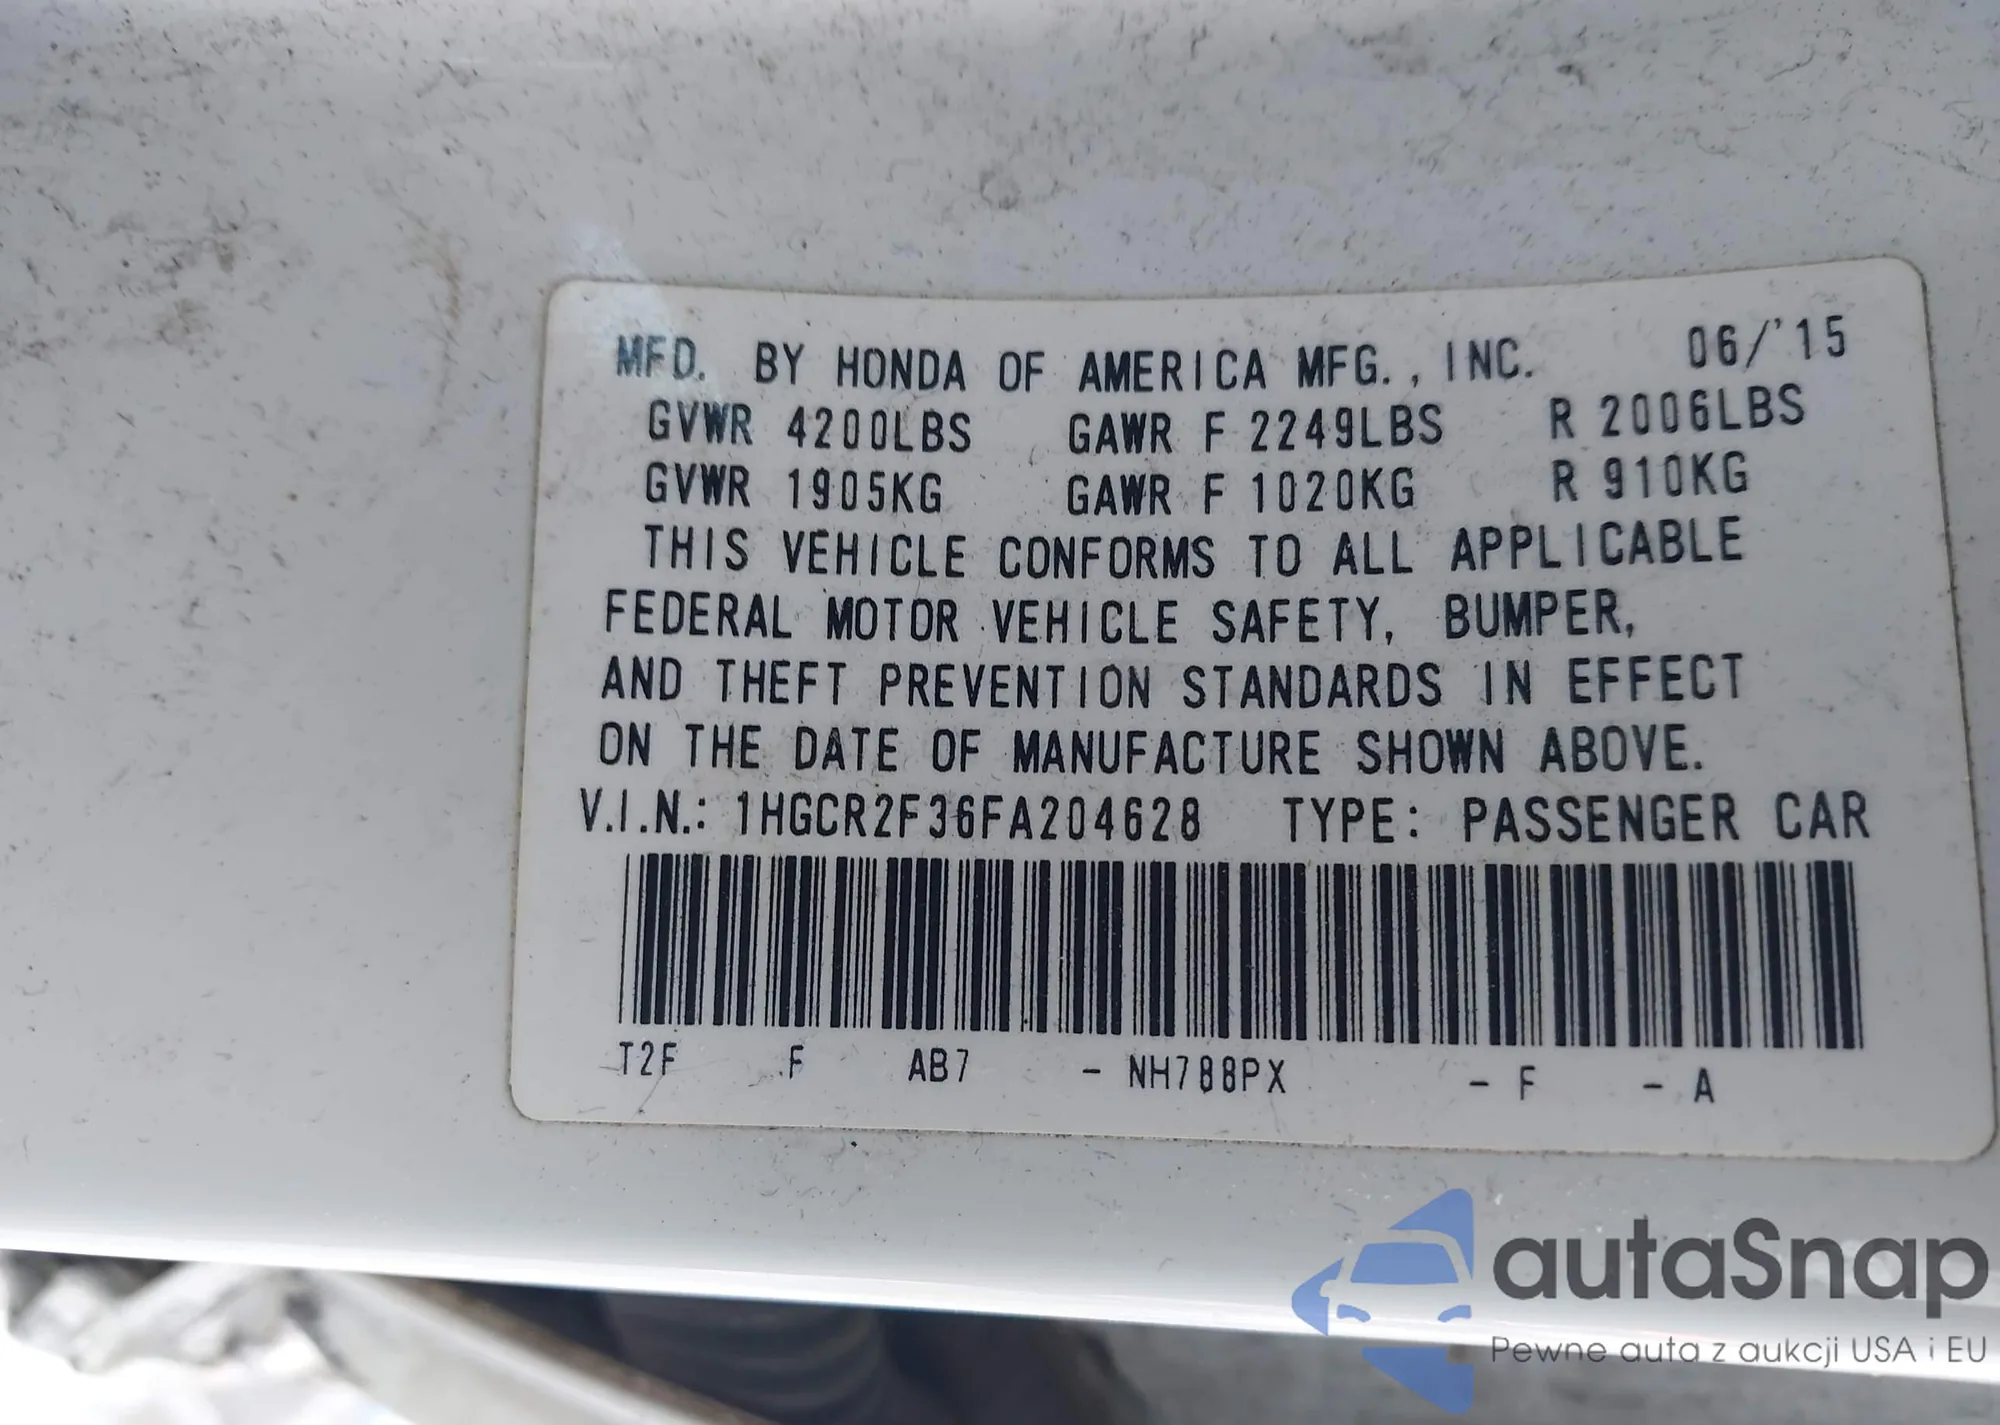 MFD. BY HONDA OF AMERICA MFG., INC. 06/'15
GVWR 4200LBS GAWR F 2249LBS R 2006LBS
GVWR 1905KG GAWR F 1020KG R 910KG
THIS VEHICLE CONFORMS TO ALL APPLICABLE
FEDERAL MOTOR VEHICLE SAFETY, BUMPER,
AND THEFT PREVENTION STANDARDS IN EFFECT
ON THE DATE OF MANUFACTURE SHOWN ABOVE.
V.I.N.: 1HGCR2F36FA204628 TYPE: PASSENGER CAR
T2F F AB7 - NH788PX - F - A
autaSnap
Pewne auta z aukcji USA i EU